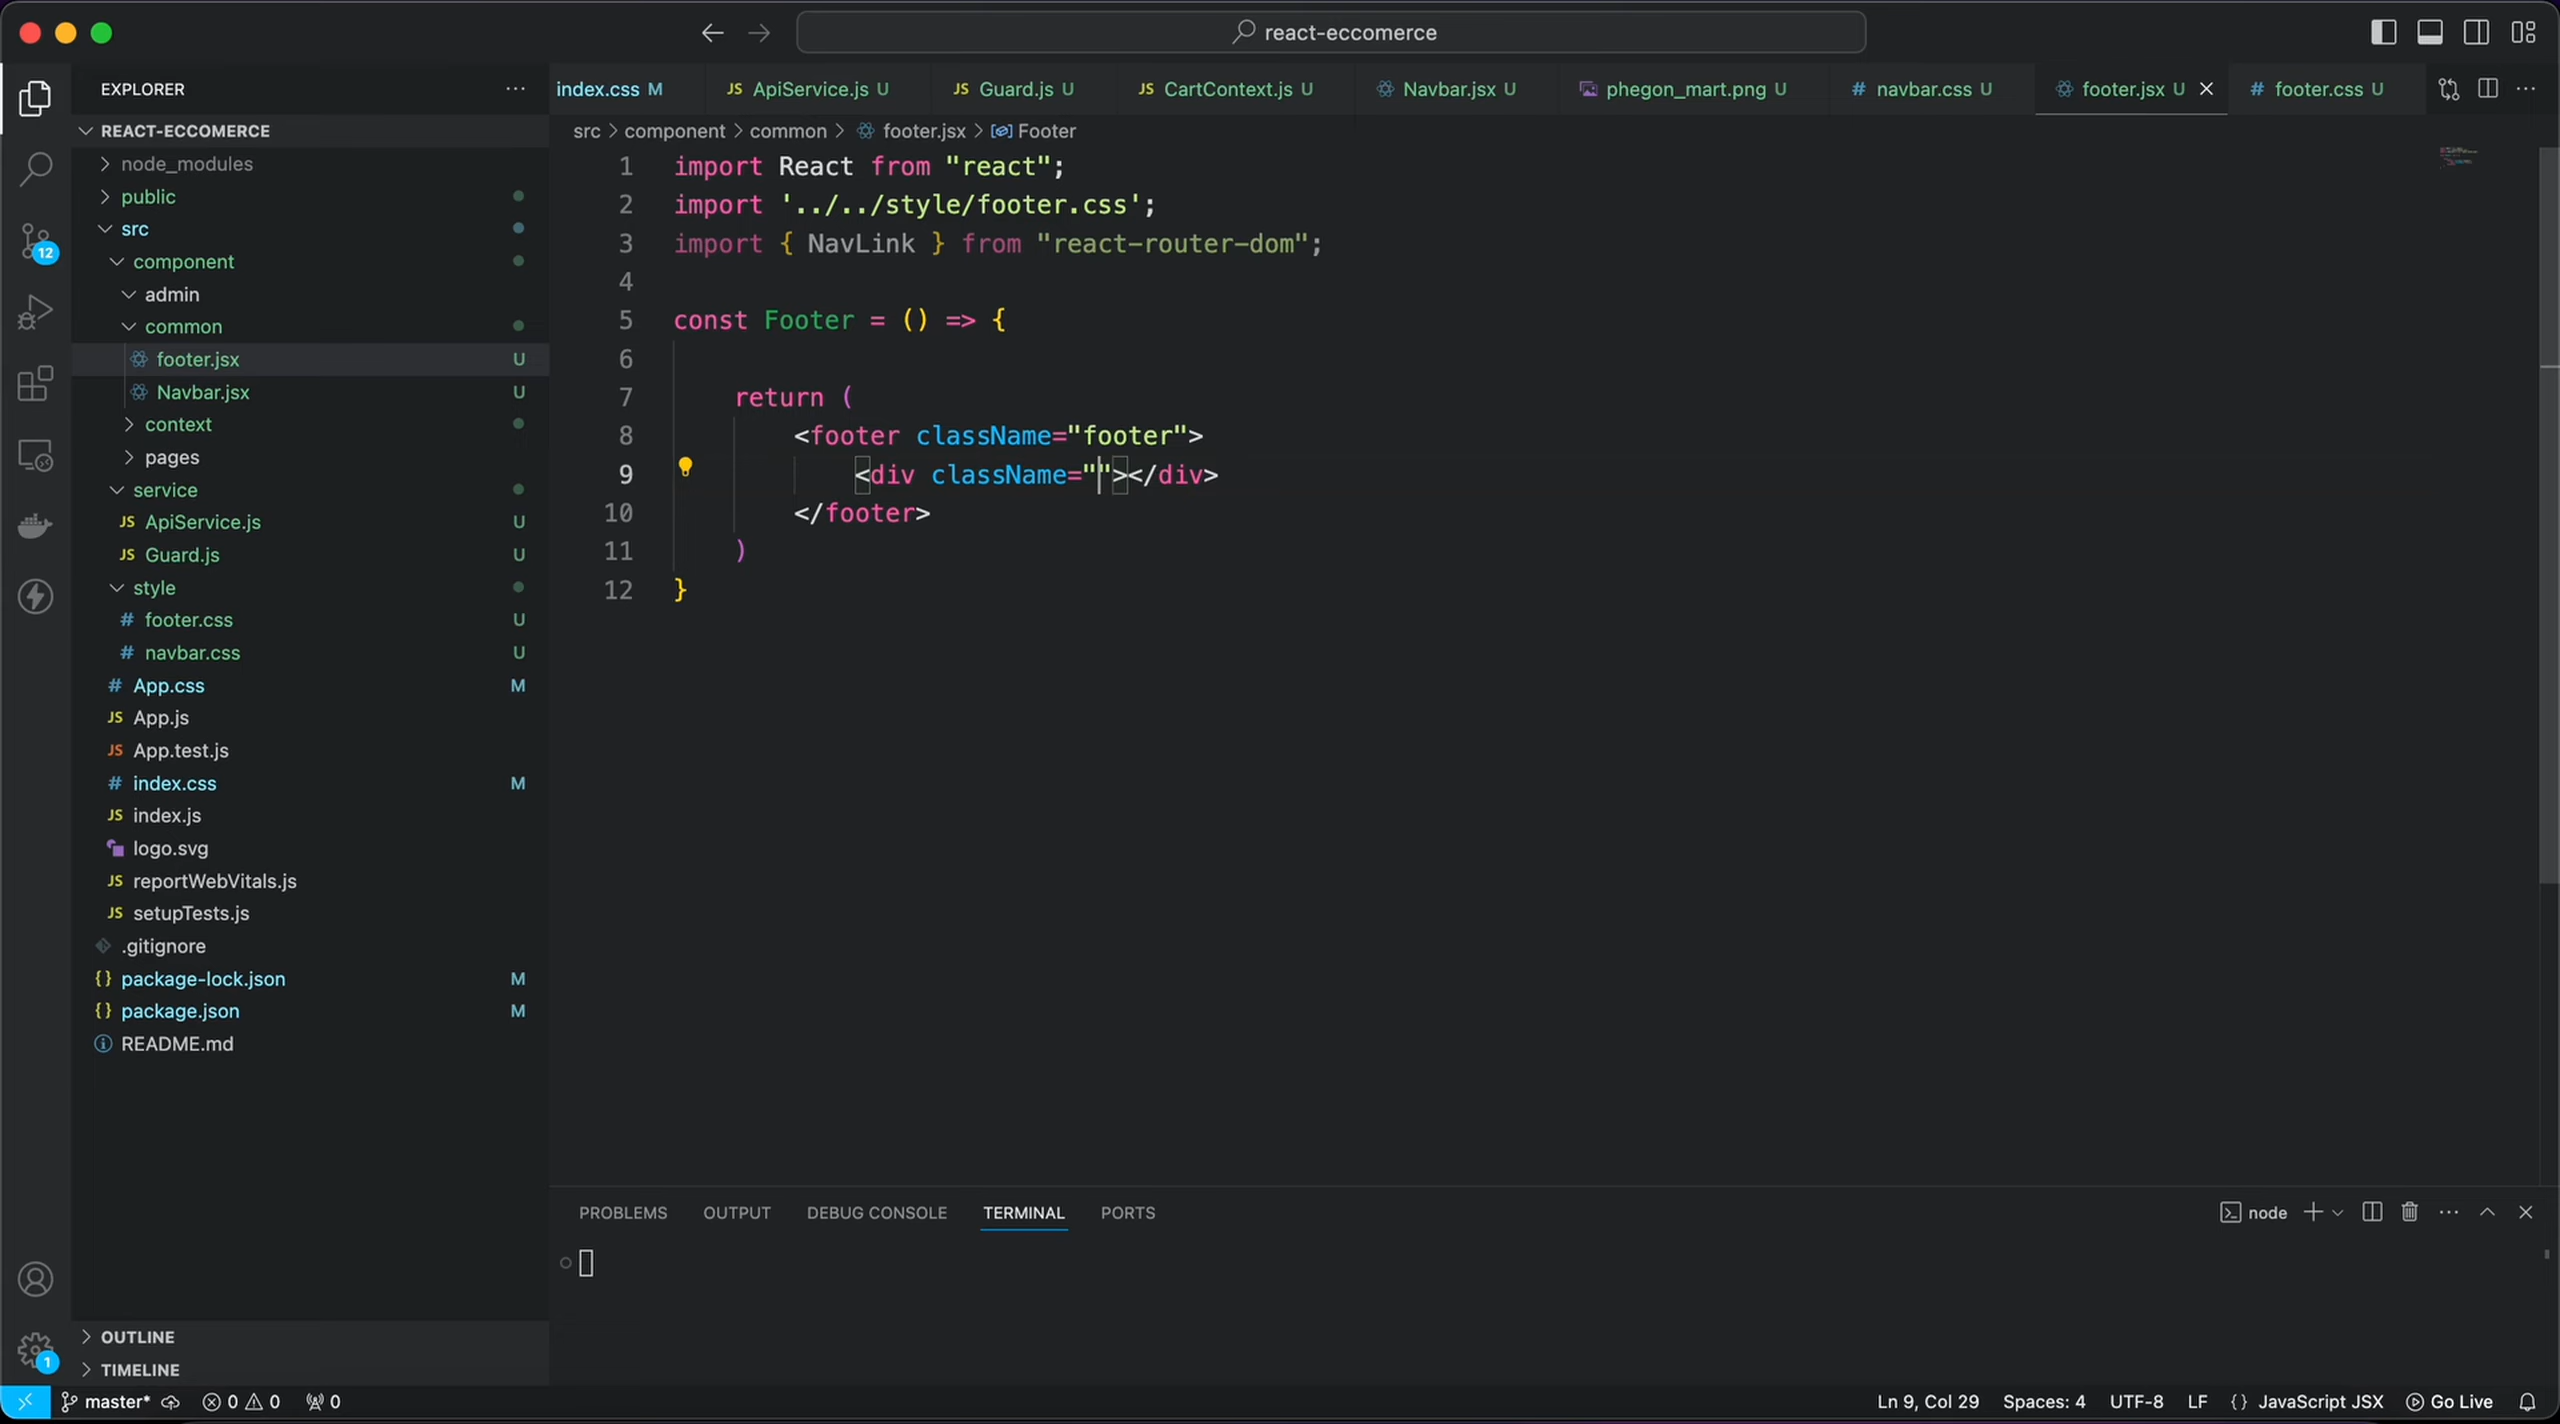 react-eccomerce
EXPLORER
REACT-ECCOMERCE
node_modules
public
src
component
admin
common
footer.jsx U
Navbar.jsx U
context
pages
service
ApiService.js U
Guard.js U
style
footer.css U
navbar.css U
App.css M
App.js
App.test.js
index.css M
index.js
logo.svg
reportWebVitals.js
setupTests.js
.gitignore
package-lock.json M
package.json M
README.md
OUTLINE
TIMELINE
12
1
index.css M JS ApiService.js U JS Guard.js U JS CartContext.js U Navbar.jsx U phegon_mart.png U # navbar.css U footer.jsx U # footer.css U
src > component > common > footer.jsx > Footer
1 import React from "react";
2 import '../../style/footer.css';
3 import { NavLink } from "react-router-dom";
4
5 const Footer = () => {
6
7 return (
8 <footer className="footer">
9 <div className=""></div>
10 </footer>
11 )
12 }
PROBLEMS OUTPUT DEBUG CONSOLE TERMINAL PORTS
node
master* 0 0 0
Ln 9, Col 29 Spaces: 4 UTF-8 LF {} JavaScript JSX Go Live